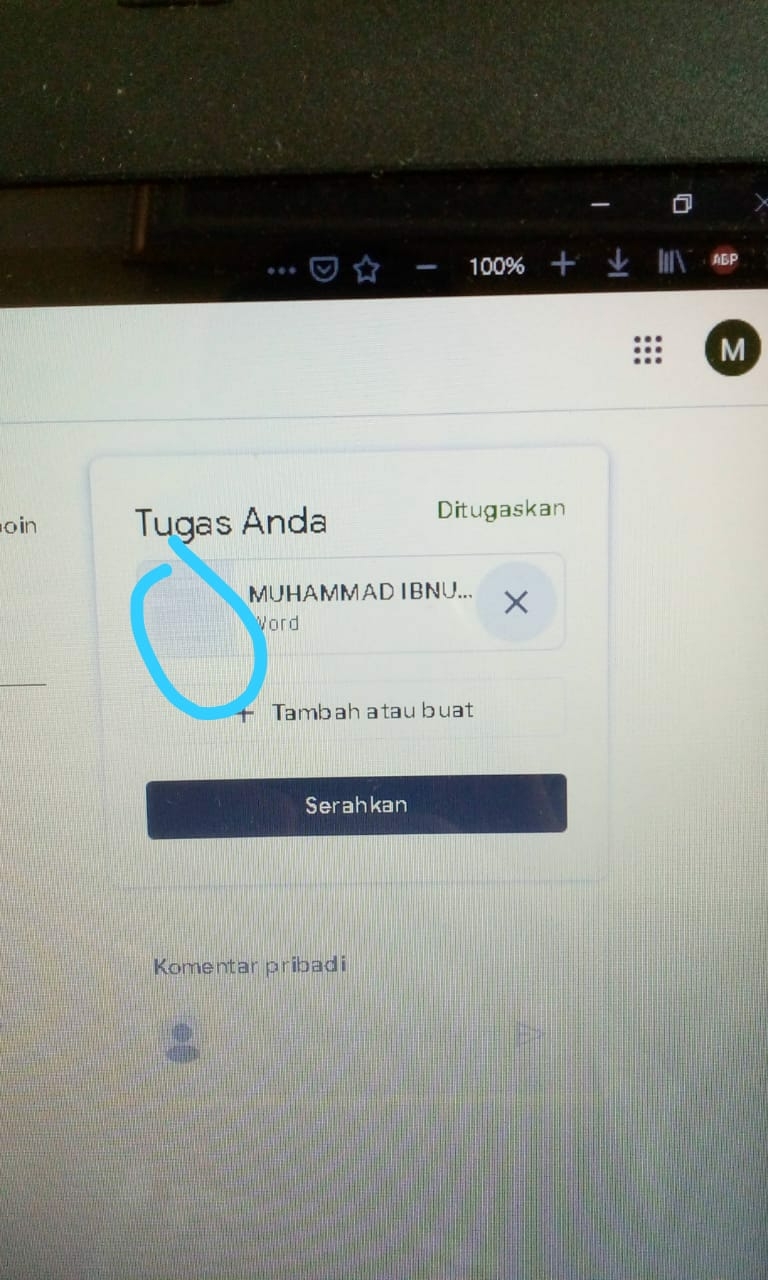 100%
ABP
M
oin
Tugas Anda
Ditugaskan
MUHAMMAD IBNU...
Word
+ Tambah atau buat
Serahkan
Komentar pribadi